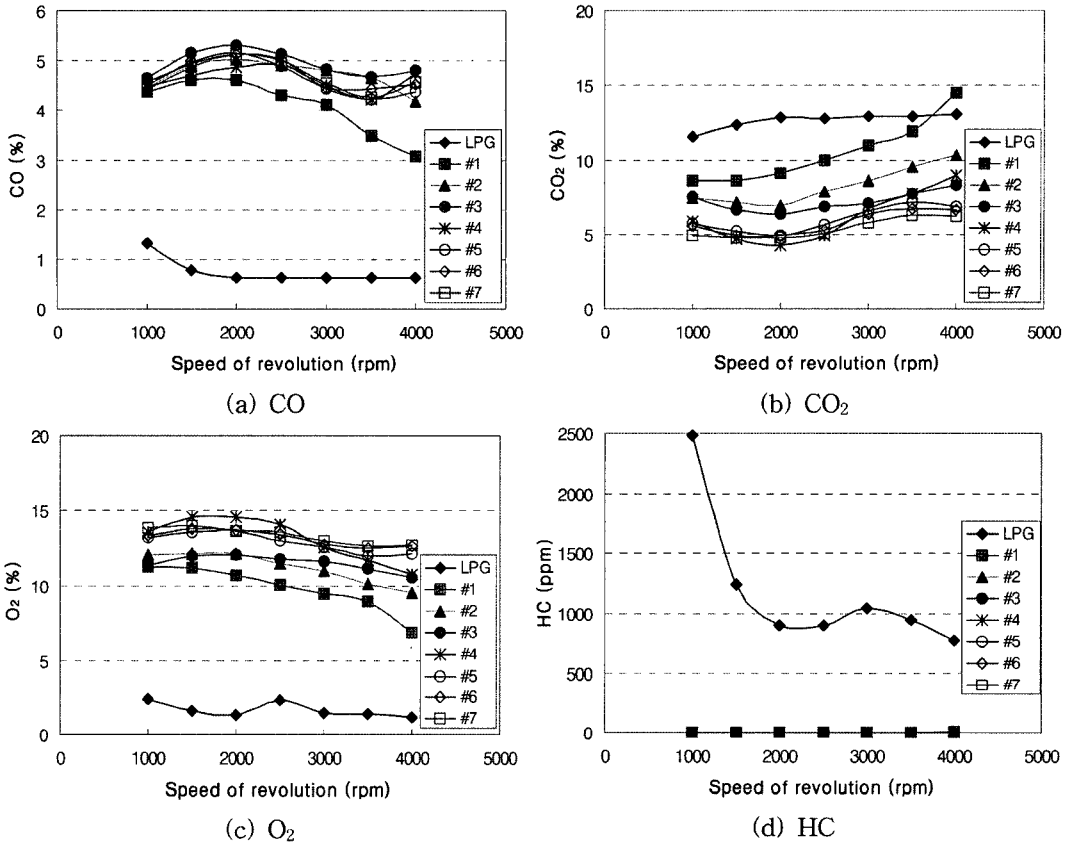 6
5
4
3
2
1
0
CO (%)
0 1000 2000 3000 4000 5000
Speed of revolution (rpm)
LPG
#1
#2
#3
#4
#5
#6
#7
(a) CO
20
15
10
5
0
CO₂ (%)
0 1000 2000 3000 4000 5000
Speed of revolution (rpm)
LPG
#1
#2
#3
#4
#5
#6
#7
(b) CO₂
20
15
10
5
0
O₂ (%)
0 1000 2000 3000 4000 5000
Speed of revolution (rpm)
LPG
#1
#2
#3
#4
#5
#6
#7
(c) O₂
2500
2000
1500
1000
500
0
HC (ppm)
0 1000 2000 3000 4000 5000
Speed of revolution (rpm)
LPG
#1
#2
#3
#4
#5
#6
#7
(d) HC